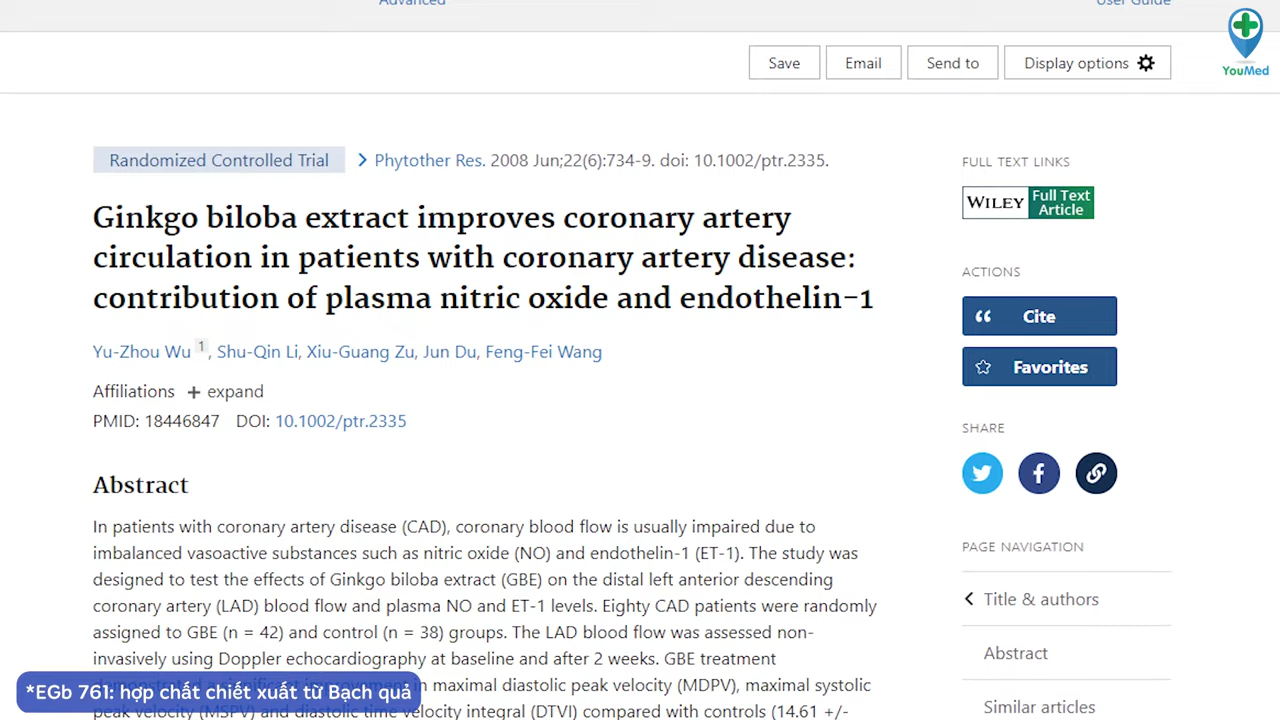 Advanced
User Guide
YouMed
Save
Email
Send to
Display options
Randomized Controlled Trial
Phytother Res. 2008 Jun;22(6):734-9. doi: 10.1002/ptr.2335.
Ginkgo biloba extract improves coronary artery
circulation in patients with coronary artery disease:
contribution of plasma nitric oxide and endothelin-1
Yu-Zhou Wu 1, Shu-Qin Li, Xiu-Guang Zu, Jun Du, Feng-Fei Wang
Affiliations + expand
PMID: 18446847 DOI: 10.1002/ptr.2335
Abstract
In patients with coronary artery disease (CAD), coronary blood flow is usually impaired due to
imbalanced vasoactive substances such as nitric oxide (NO) and endothelin-1 (ET-1). The study was
designed to test the effects of Ginkgo biloba extract (GBE) on the distal left anterior descending
coronary artery (LAD) blood flow and plasma NO and ET-1 levels. Eighty CAD patients were randomly
assigned to GBE (n = 42) and control (n = 38) groups. The LAD blood flow was assessed non-
invasively using Doppler echocardiography at baseline and after 2 weeks. GBE treatment
demonstrated a significant improvement in maximal diastolic peak velocity (MDPV), maximal systolic
peak velocity (MSPV) and diastolic time velocity integral (DTVI) compared with controls (14.61 +/-
*EGb 761: hợp chất chiết xuất từ Bạch quả
FULL TEXT LINKS
WILEY Full Text
Article
ACTIONS
Cite
Favorites
SHARE
PAGE NAVIGATION
Title & authors
Abstract
Similar articles